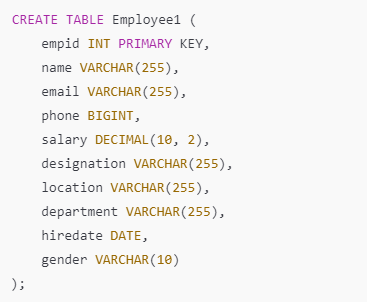 CREATE TABLE Employee1 (
    empid INT PRIMARY KEY,
    name VARCHAR(255),
    email VARCHAR(255),
    phone BIGINT,
    salary DECIMAL(10, 2),
    designation VARCHAR(255),
    location VARCHAR(255),
    department VARCHAR(255),
    hiredate DATE,
    gender VARCHAR(10)
);